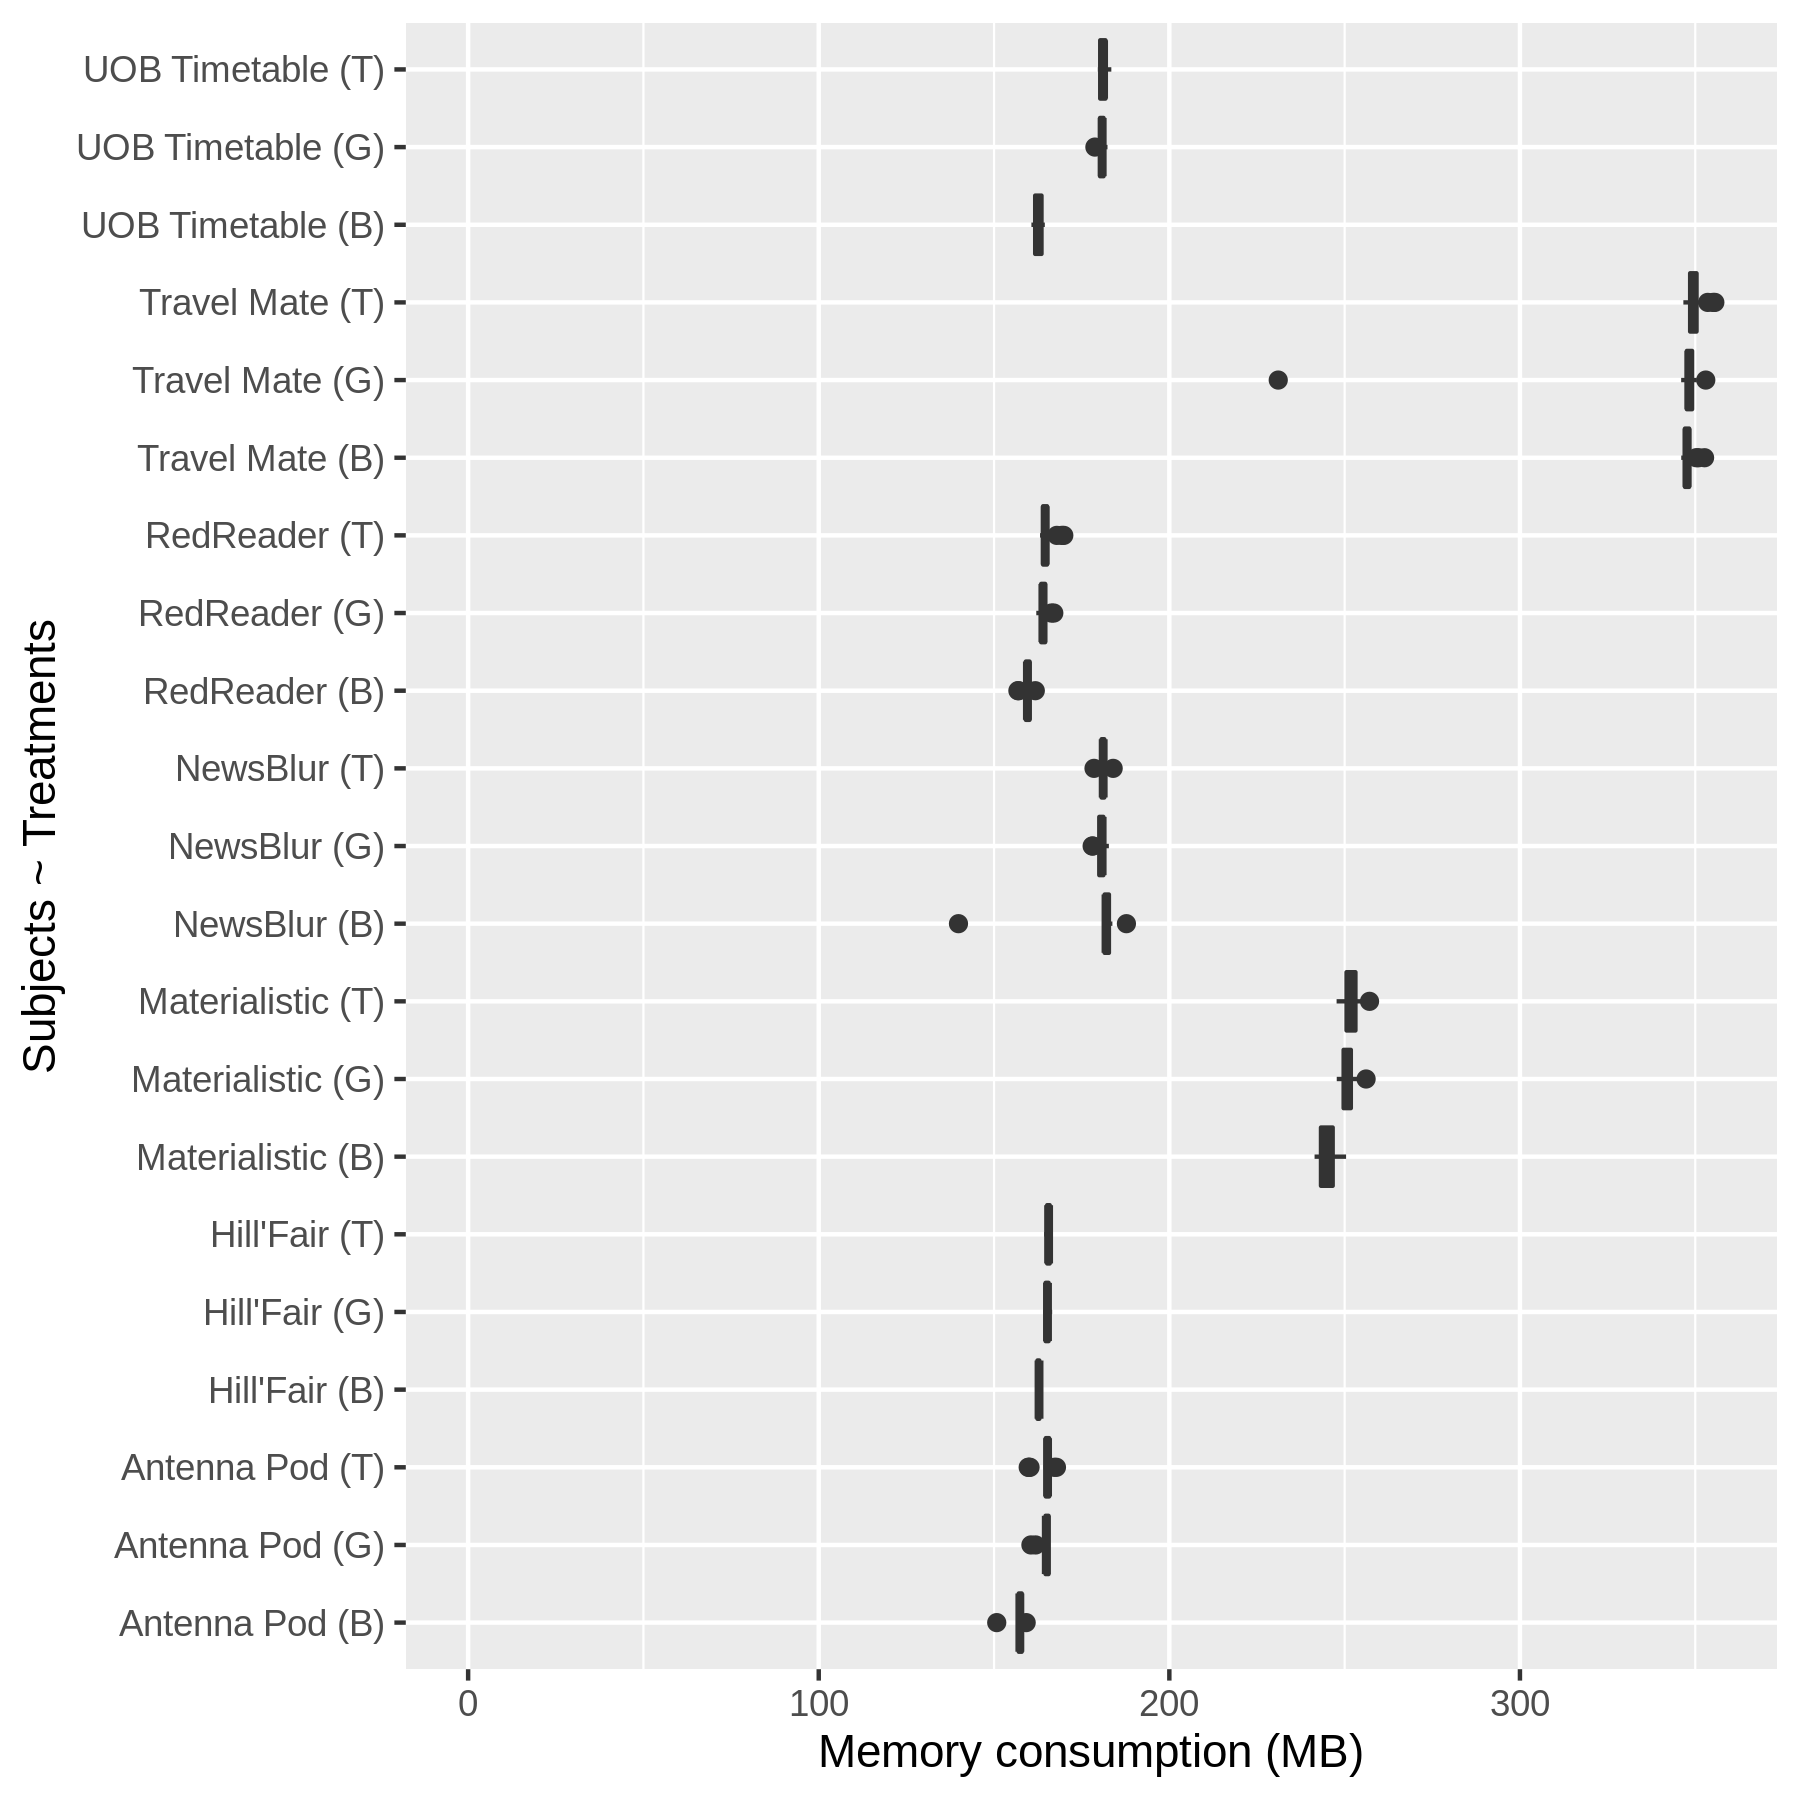 UOB Timetable (T)
UOB Timetable (G)
UOB Timetable (B)
Travel Mate (T)
Travel Mate (G)
Travel Mate (B)
RedReader (T)
RedReader (G)
RedReader (B)
NewsBlur (T)
NewsBlur (G)
NewsBlur (B)
Materialistic (T)
Materialistic (G)
Materialistic (B)
Hill'Fair (T)
Hill'Fair (G)
Hill'Fair (B)
Antenna Pod (T)
Antenna Pod (G)
Antenna Pod (B)
Subjects ~ Treatments
0 100 200 300
Memory consumption (MB)